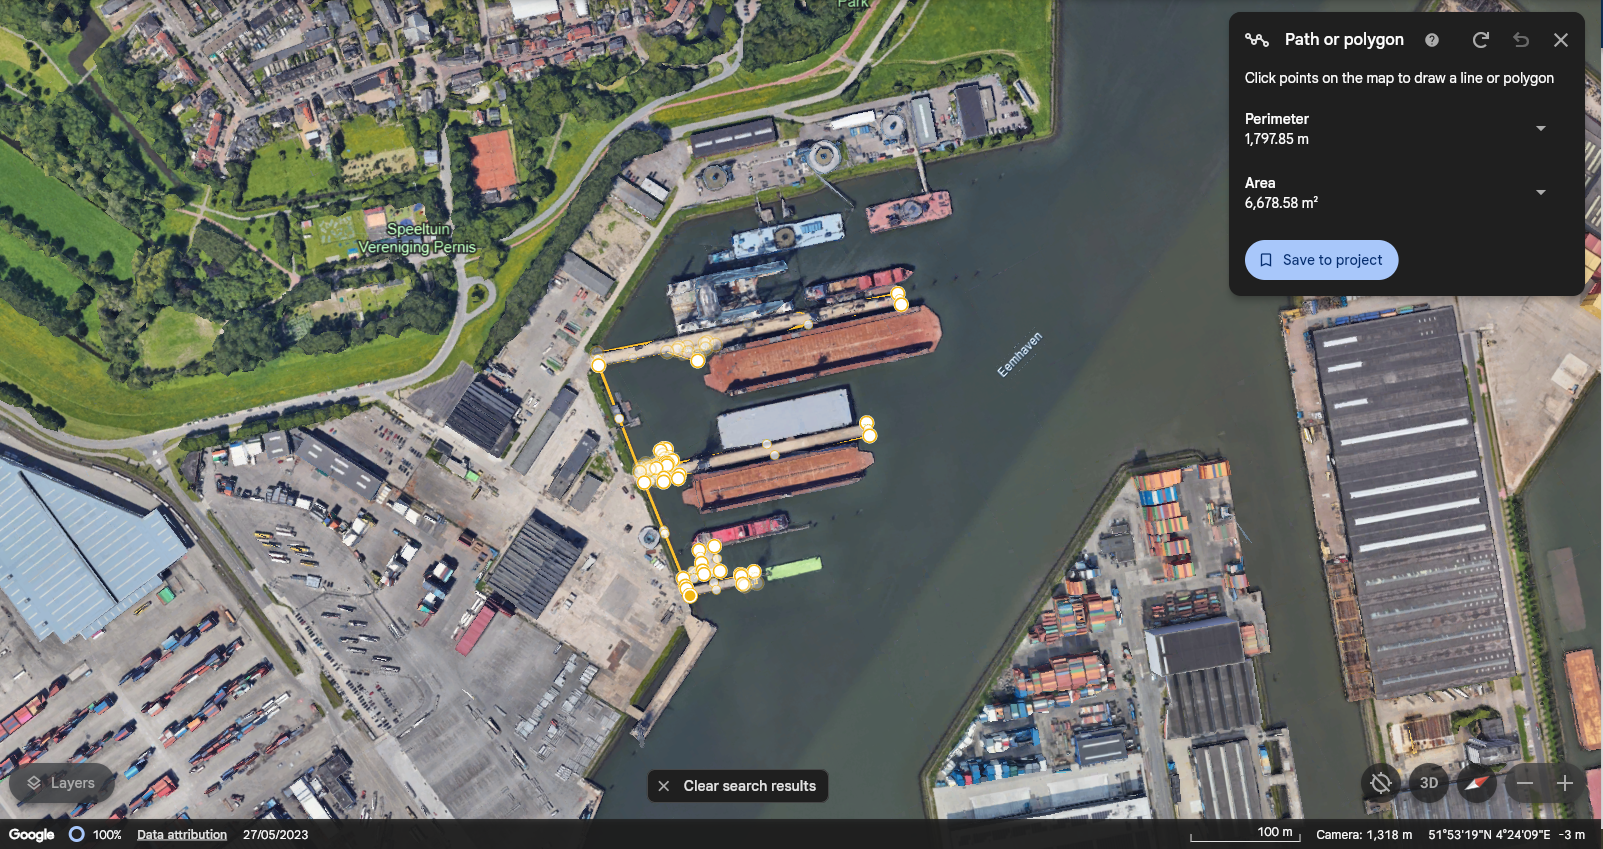 Park
Path or polygon
Click points on the map to draw a line or polygon
Perimeter
1,797.85 m
Area
6,678.58 m²
Save to project
Speeltuin
Vereniging Pernis
Eemhaven
Layers
Clear search results
3D
Google
100%
Data attribution
27/05/2023
100 m
Camera: 1,318 m
51°53'19"N 4°24'09"E
-3 m